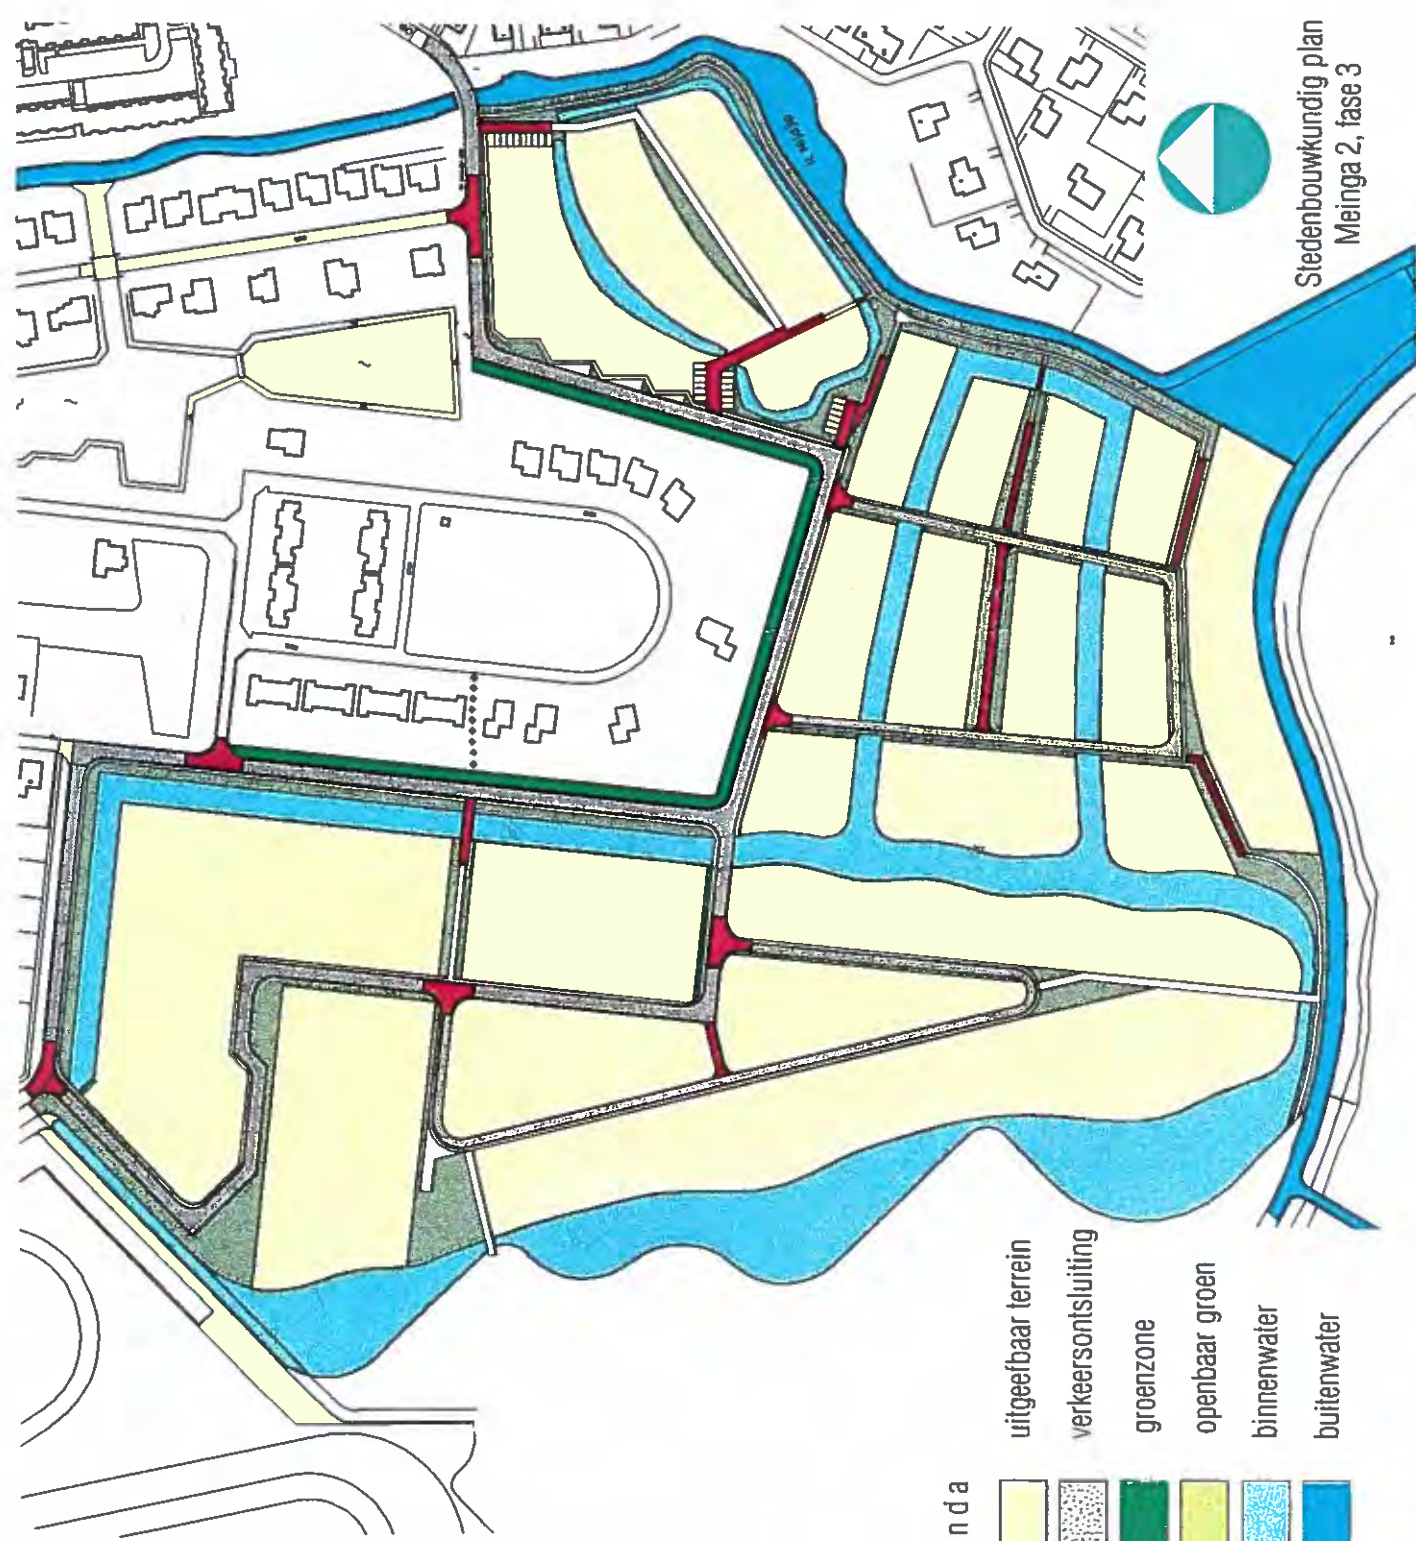 Stedenbouwkundig plan
Meinga 2, fase 3
nda
uitgeefbaar terrein
verkeersontsluiting
groenzone
openbaar groen
binnenwater
buitenwater